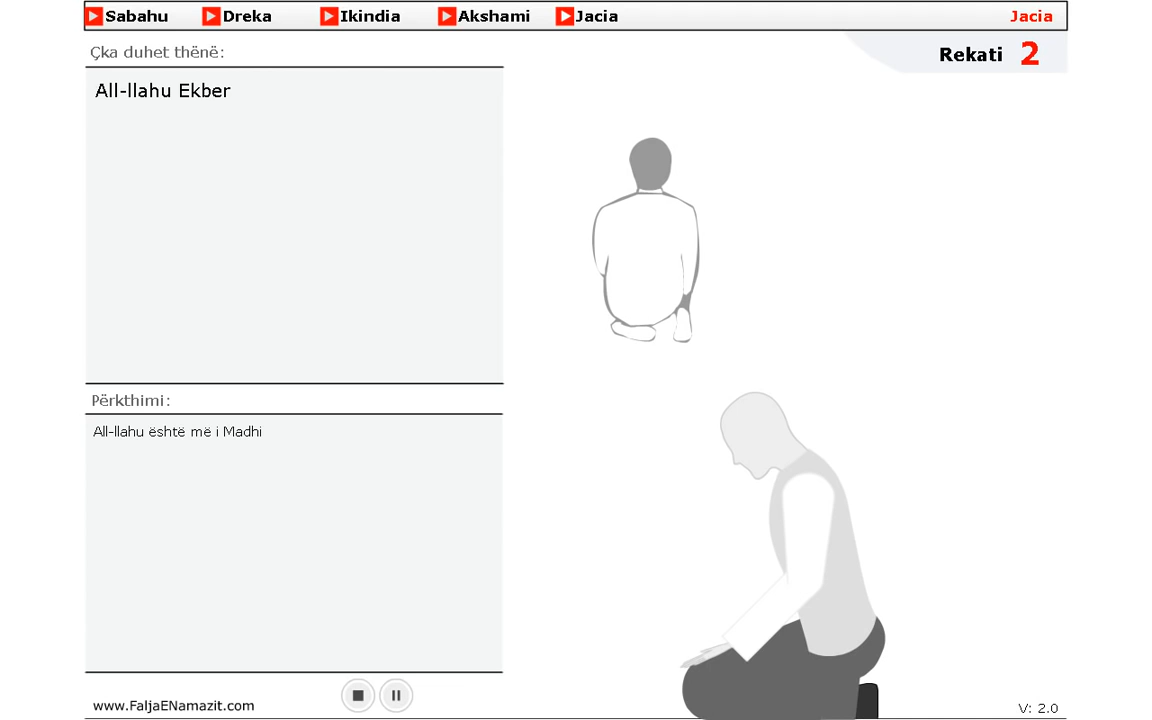 Sabahu Dreka Ikindia Akshami Jacia Jacia
Çka duhet thënë:
Rekati 2
All-llahu Ekber
Përkthimi:
All-llahu është më i Madhi
www.FaljaENamazit.com
V: 2.0